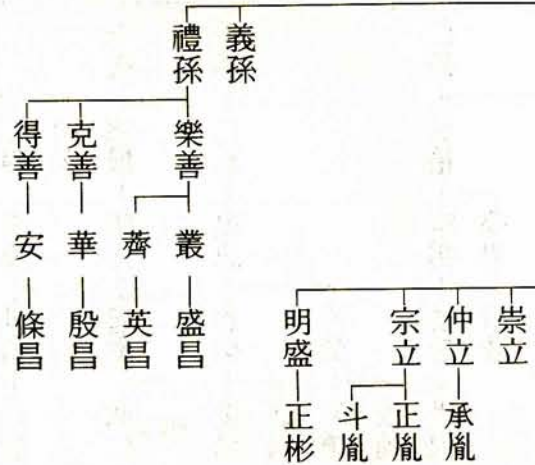 義孫
禮孫
樂善
克善
得善
叢
薺
華
安
盛昌
英昌
殷昌
條昌
崇立
仲立
宗立
明盛
承胤
正胤
斗胤
正彬